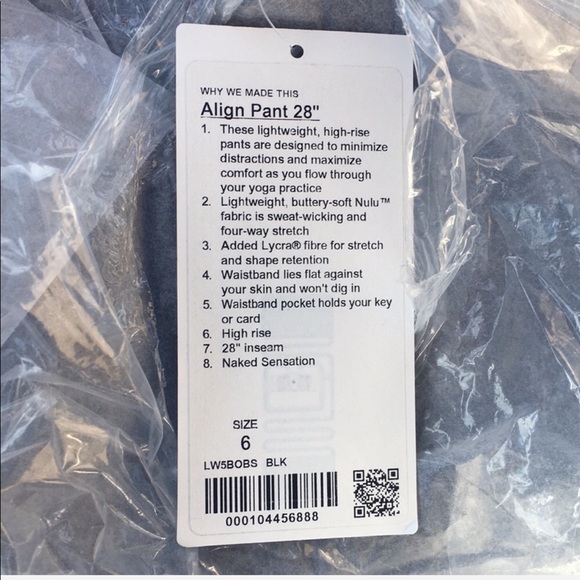 WHY WE MADE THIS
Align Pant 28"
1. These lightweight, high-rise
pants are designed to minimize
distractions and maximize
comfort as you flow through
your yoga practice
2. Lightweight, buttery-soft Nulu™
fabric is sweat-wicking and
four-way stretch
3. Added Lycra® fibre for stretch
and shape retention
4. Waistband lies flat against
your skin and won't dig in
5. Waistband pocket holds your key
or card
6. High rise
7. 28" inseam
8. Naked Sensation
SIZE
6
LW5BOBS BLK
000104456888